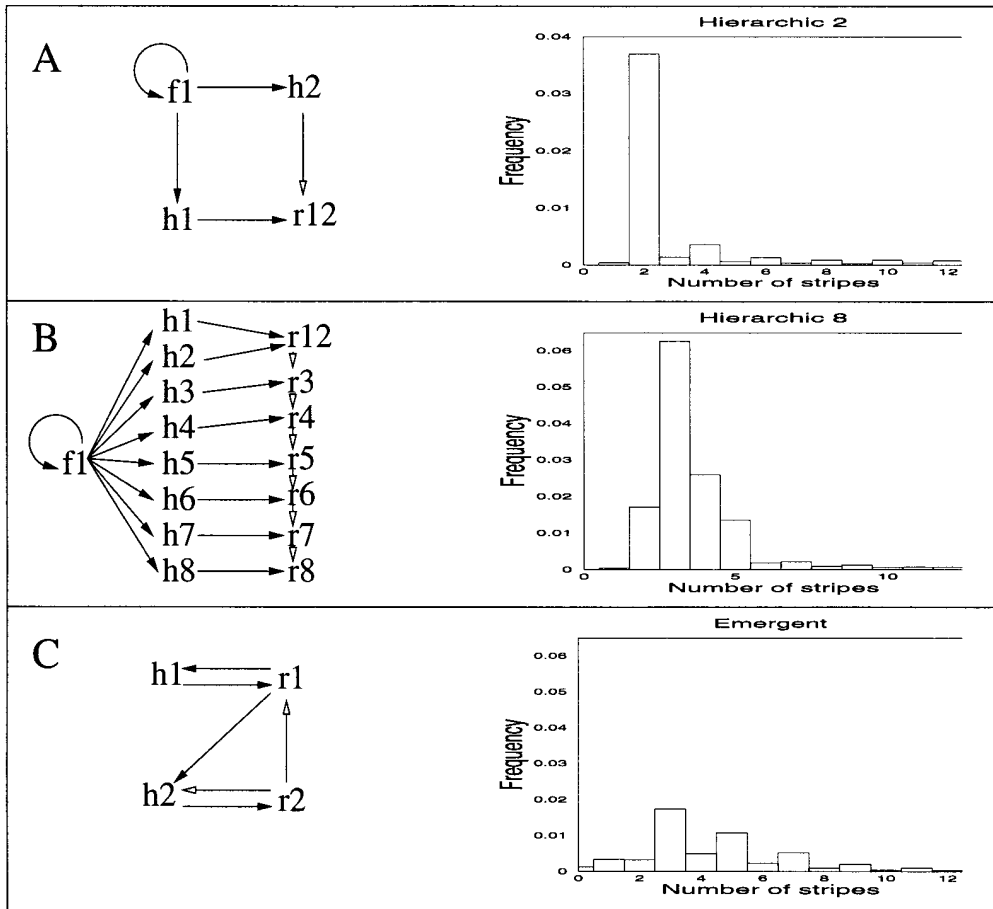 A
f1
h2
h1
r12
Hierarchic 2
Frequency
0.04
0.03
0.02
0.01
0
0 2 4 6 8 10 12
Number of stripes
B
h1
h2
h3
h4
h5
h6
h7
h8
f1
r12
r3
r4
r5
r6
r7
r8
Hierarchic 8
Frequency
0.06
0.05
0.04
0.03
0.02
0.01
0
0 5 10
Number of stripes
C
h1
r1
h2
r2
Emergent
Frequency
0.06
0.05
0.04
0.03
0.02
0.01
0
0 2 4 6 8 10 12
Number of stripes